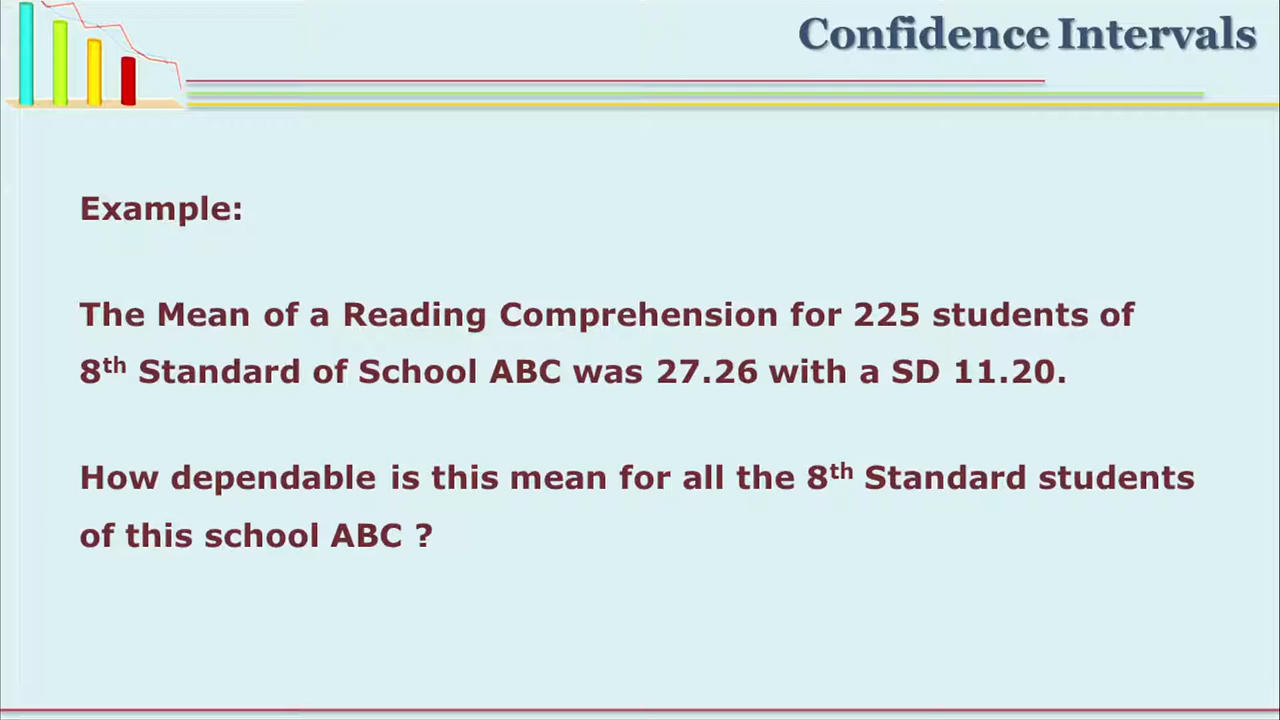 Confidence Intervals
Example:
The Mean of a Reading Comprehension for 225 students of
8th Standard of School ABC was 27.26 with a SD 11.20.
How dependable is this mean for all the 8th Standard students
of this school ABC ?